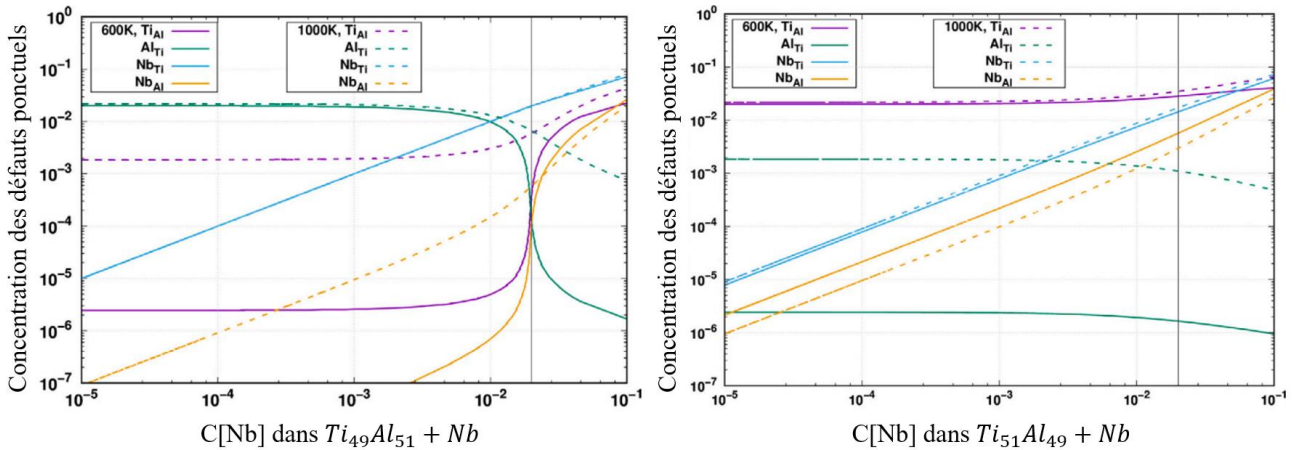 Concentration des défauts ponctuels
10⁰
10⁻¹
10⁻²
10⁻³
10⁻⁴
10⁻⁵
10⁻⁶
10⁻⁷
600K, Ti_Al
Al_Ti
Nb_Ti
Nb_Al
1000K, Ti_Al
Al_Ti
Nb_Ti
Nb_Al
10⁻⁵ 10⁻⁴ 10⁻³ 10⁻² 10⁻¹
C[Nb] dans Ti₄₉Al₅₁ + Nb
Concentration des défauts ponctuels
10⁰
10⁻¹
10⁻²
10⁻³
10⁻⁴
10⁻⁵
10⁻⁶
10⁻⁷
600K, Ti_Al
Al_Ti
Nb_Ti
Nb_Al
1000K, Ti_Al
Al_Ti
Nb_Ti
Nb_Al
10⁻⁵ 10⁻⁴ 10⁻³ 10⁻² 10⁻¹
C[Nb] dans Ti₅₁Al₄₉ + Nb